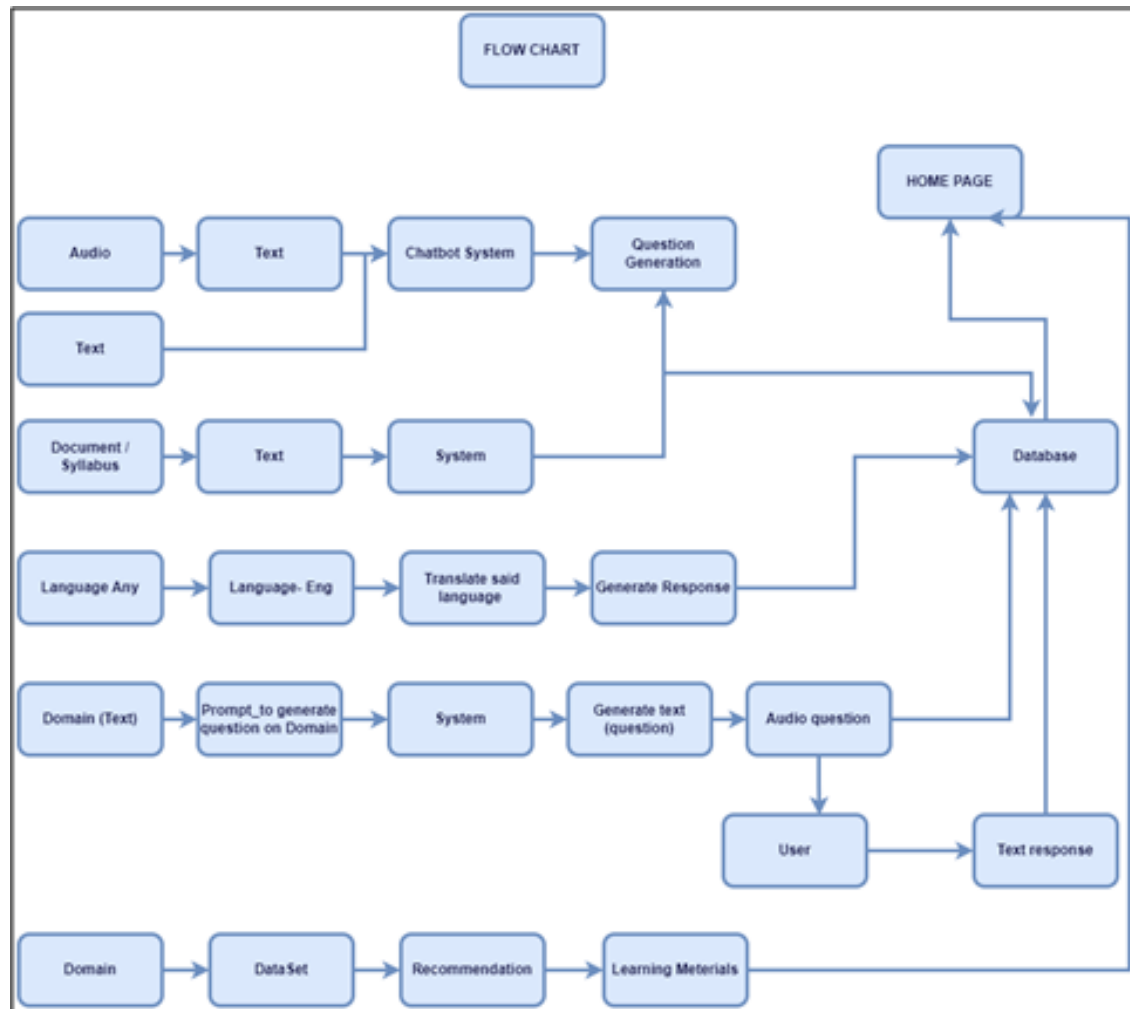 FLOW CHART
HOME PAGE
Audio
Text
Chatbot System
Question
Generation
Text
Document /
Syllabus
Text
System
Database
Language Any
Language- Eng
Translate said
language
Generate Response
Domain (Text)
Prompt_to generate
question on Domain
System
Generate text
(question)
Audio question
User
Text response
Domain
DataSet
Recommendation
Learning Meterials